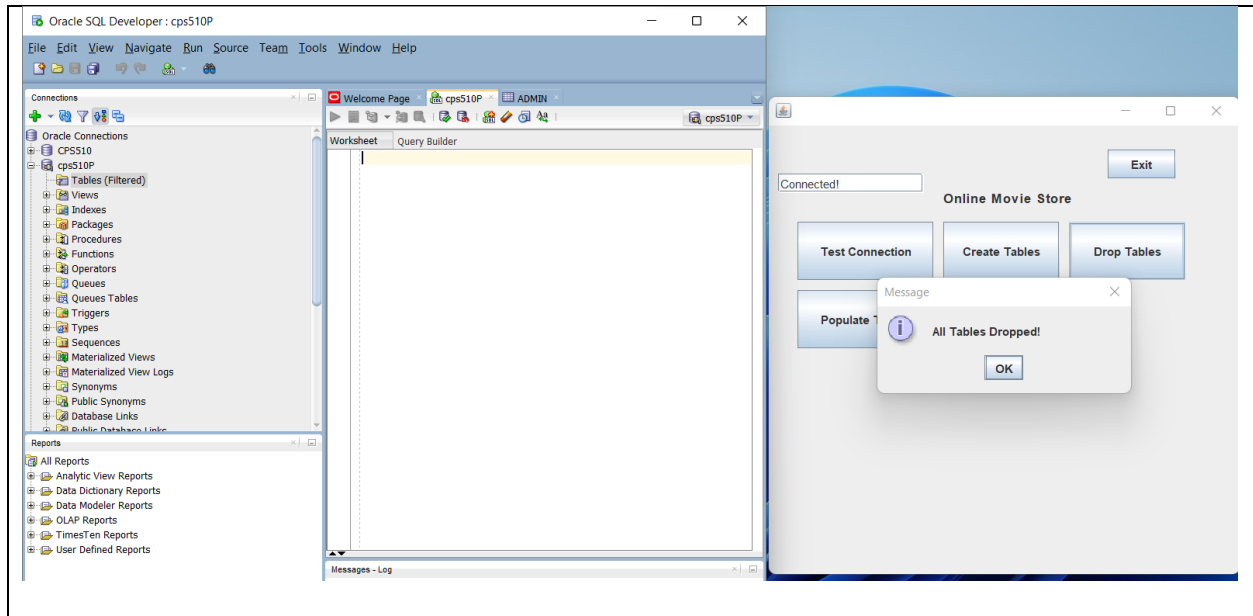 Oracle SQL Developer : cps510P
File Edit View Navigate Run Source Team Tools Window Help
Connections
Oracle Connections
CPS510
cps510P
Tables (Filtered)
Views
Indexes
Packages
Procedures
Functions
Operators
Queues
Queues Tables
Triggers
Types
Sequences
Materialized Views
Materialized View Logs
Synonyms
Public Synonyms
Database Links
Public Database Links
Reports
All Reports
Analytic View Reports
Data Dictionary Reports
Data Modeler Reports
OLAP Reports
TimesTen Reports
User Defined Reports
Welcome Page cps510P ADMIN
cps510P
Worksheet Query Builder
Messages - Log
Exit
Connected!
Online Movie Store
Test Connection Create Tables Drop Tables
Populate T
Message
All Tables Dropped!
OK